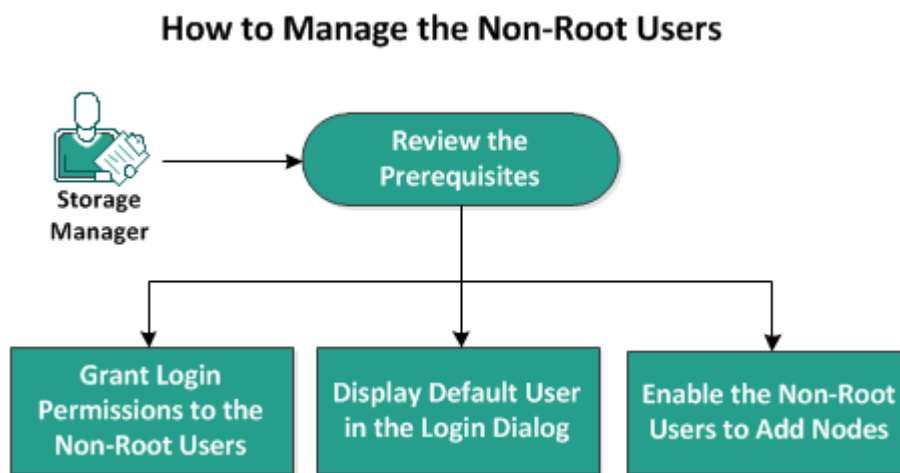 How to Manage the Non-Root Users
Storage
Manager
Review the
Prerequisites
Grant Login
Permissions to the
Non-Root Users
Display Default User
in the Login Dialog
Enable the Non-Root
Users to Add Nodes